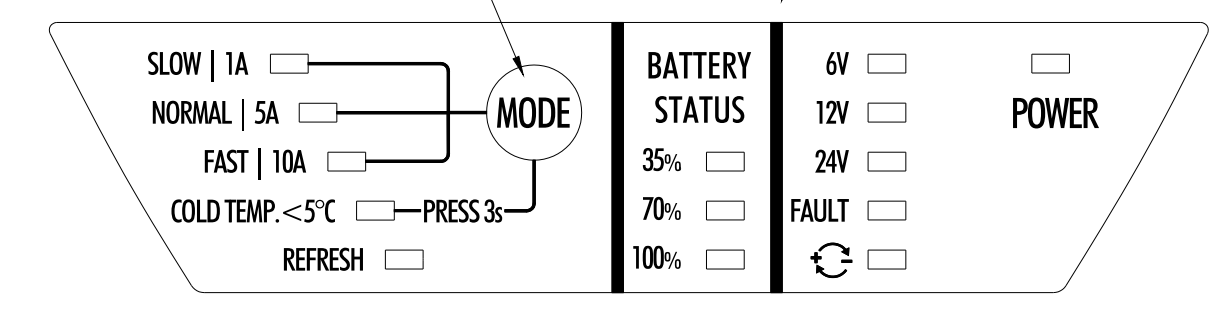 SLOW | 1A
NORMAL | 5A
FAST | 10A
COLD TEMP.<5°C
PRESS 3s
REFRESH
MODE
BATTERY
STATUS
35%
70%
100%
6V
12V
24V
FAULT
+ -
POWER